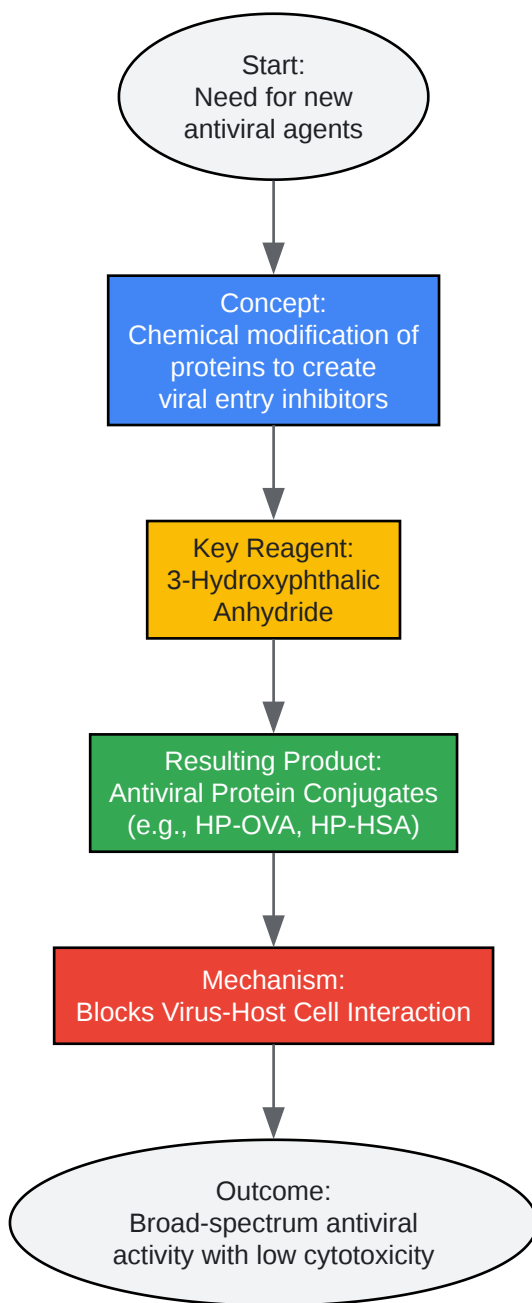 Start:
Need for new
antiviral agents
Concept:
Chemical modification of
proteins to create
viral entry inhibitors
Key Reagent:
3-Hydroxyphthalic
Anhydride
Resulting Product:
Antiviral Protein Conjugates
(e.g., HP-OVA, HP-HSA)
Mechanism:
Blocks Virus-Host Cell Interaction
Outcome:
Broad-spectrum antiviral
activity with low cytotoxicity